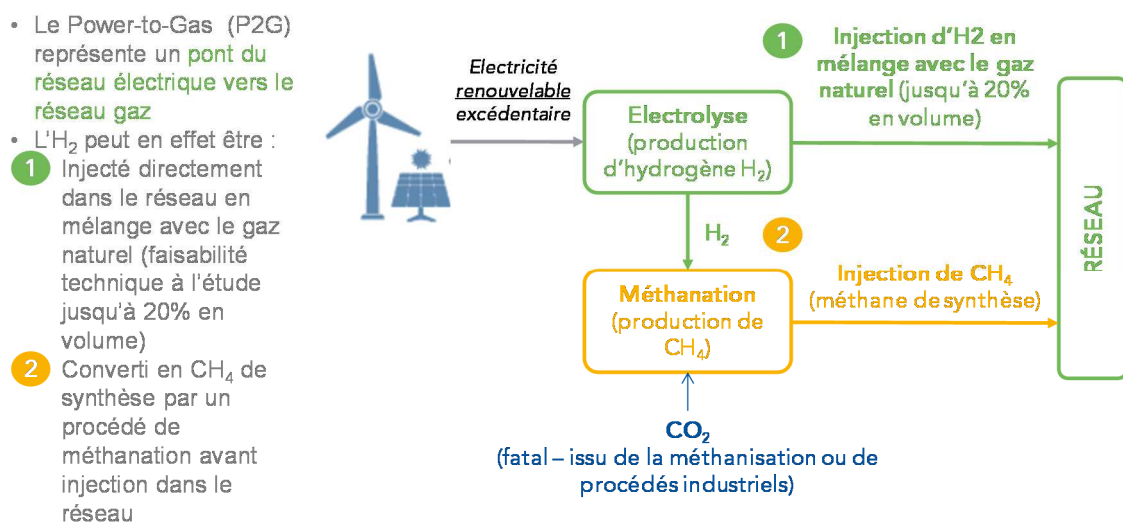 • Le Power-to-Gas (P2G)
représente un pont du
réseau électrique vers le
réseau gaz
• L'H₂ peut en effet être :
1 Injecté directement
dans le réseau en
mélange avec le gaz
naturel (faisabilité
technique à l'étude
jusqu'à 20% en
volume)
2 Converti en CH₄ de
synthèse par un
procédé de
méthanation avant
injection dans le
réseau
Electricité
renouvelable
excédentaire
Electrolyse
(production
d'hydrogène H₂)
1
Injection d'H2 en
mélange avec le gaz
naturel (jusqu'à 20%
en volume)
H₂
2
Méthanation
(production de
CH₄)
Injection de CH₄
(méthane de synthèse)
RÉSEAU
CO₂
(fatal – issu de la méthanisation ou de
procédés industriels)